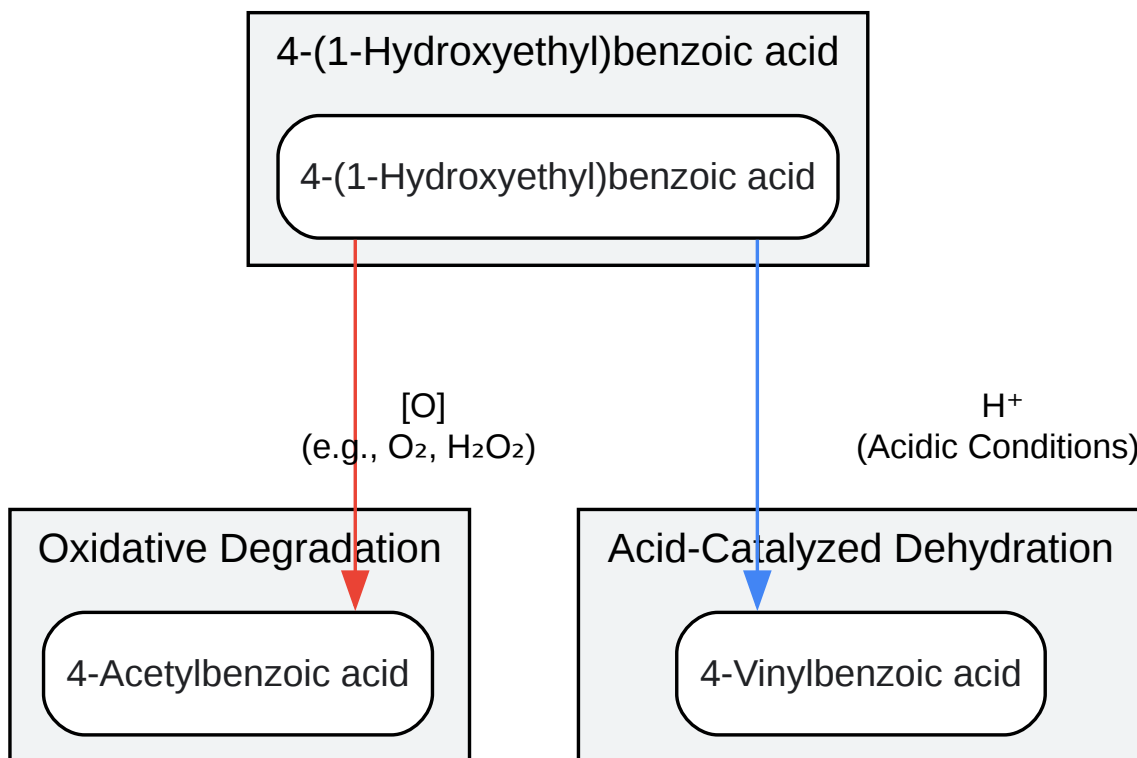 4-(1-Hydroxyethyl)benzoic acid
4-(1-Hydroxyethyl)benzoic acid
[O]
(e.g., O₂, H₂O₂)
H⁺
(Acidic Conditions)
Oxidative Degradation
Acid-Catalyzed Dehydration
4-Acetylbenzoic acid
4-Vinylbenzoic acid